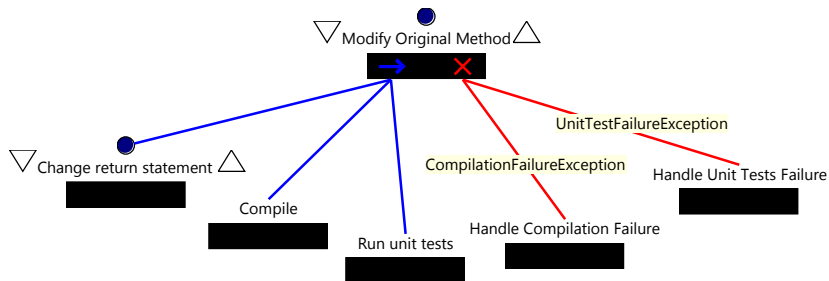 Modify Original Method
UnitTestFailureException
CompilationFailureException
Change return statement
Handle Unit Tests Failure
Compile
Handle Compilation Failure
Run unit tests